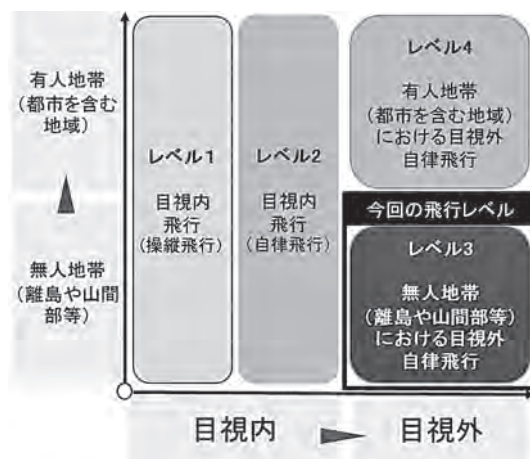 有人地帯
(都市を含む
地域)
無人地帯
(離島や山間
部等)
レベル1
目視内
飛行
(操縦飛行)
レベル2
目視内
飛行
(自律飛行)
レベル4
有人地帯
(都市を含む地域)
における目視外
自律飛行
今回の飛行レベル
レベル3
無人地帯
(離島や山間部等)
における目視外
自律飛行
目視内
目視外